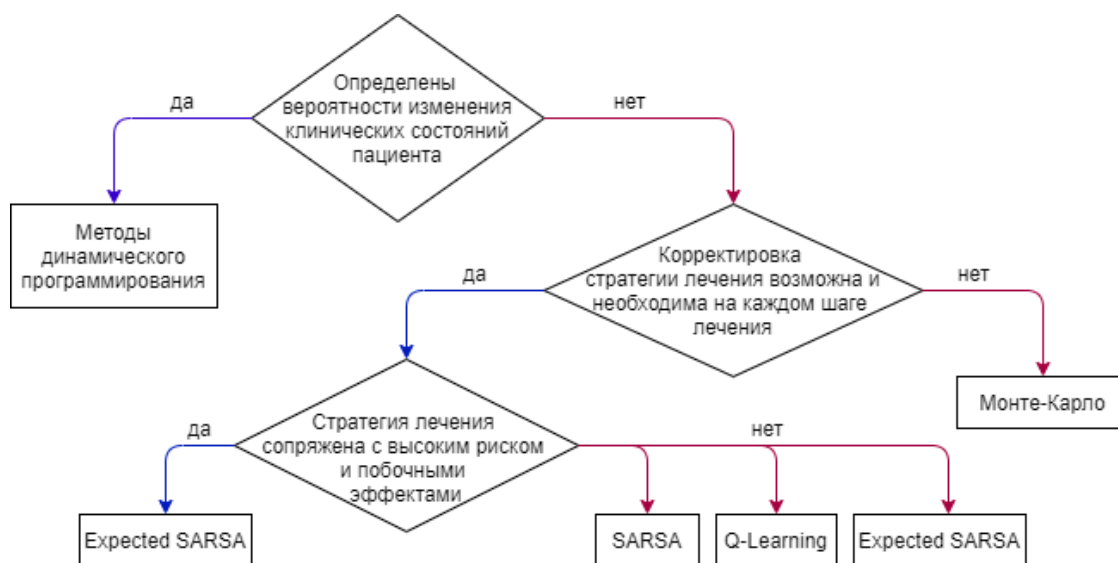 Определены
вероятности изменения
клинических состояний
пациента
да
нет
Методы
динамического
программирования
Корректировка
стратегии лечения возможна и
необходима на каждом шаге
лечения
да
нет
Монте-Карло
Стратегия лечения
сопряжена с высоким риском
и побочными
эффектами
да
нет
Expected SARSA
SARSA
Q-Learning
Expected SARSA